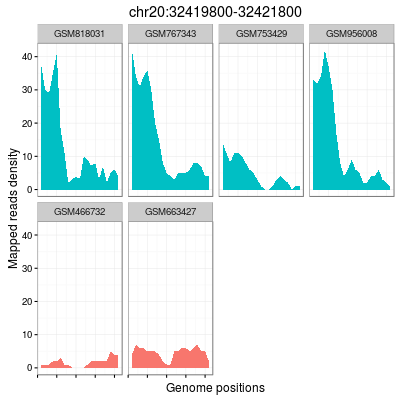 chr20:32419800-32421800
GSM818031 GSM767343 GSM753429 GSM956008
40
30
20
10
0
GSM466732 GSM663427
40
30
20
10
0
Mapped reads density
Genome positions